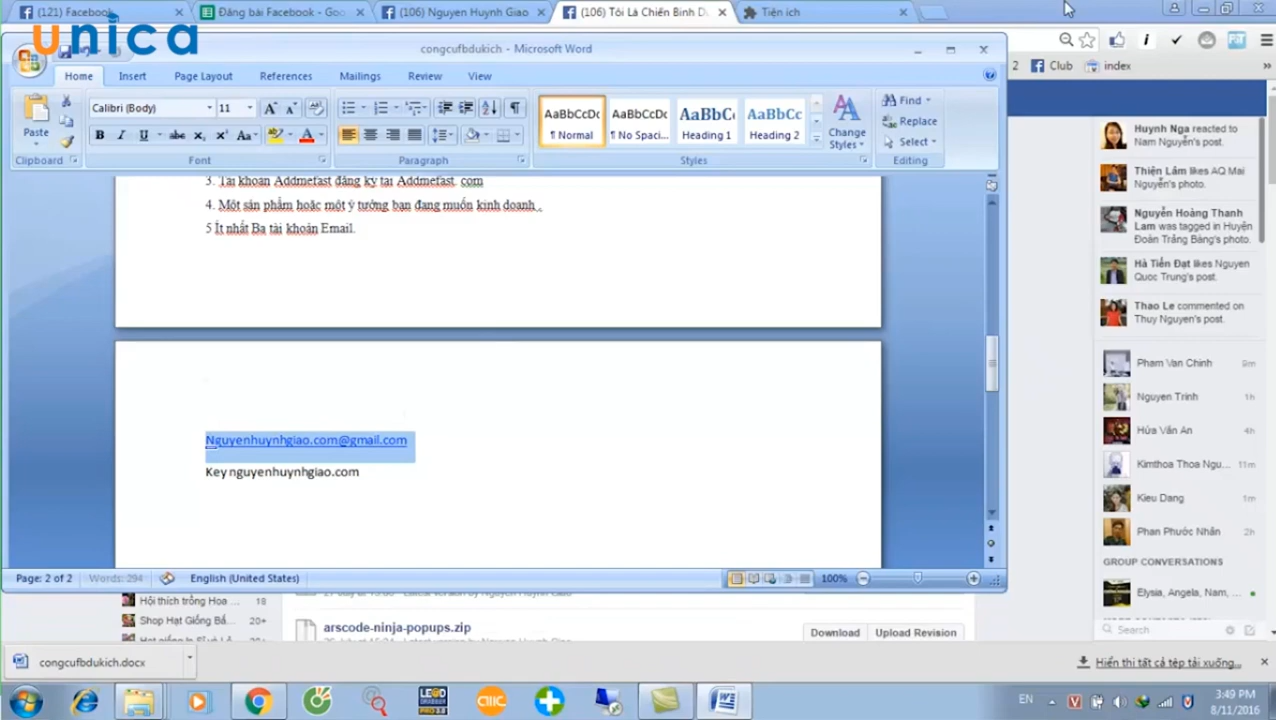 (121) Facebook
Đăng bài Facebook - Goo
(106) Nguyen Huynh Giao
(106) Tôi Là Chiến Binh D
Tiện ích
unica
congcufbdukich - Microsoft Word
2 Club index
Home Insert Page Layout References Mailings Review View
Calibri (Body) 11
Paste
AaBbCcDc AaBbCcDc AaBbC AaBbCc
¶ Normal ¶ No Spaci... Heading 1 Heading 2
Change Styles
Find
Replace
Select
Clipboard Font Paragraph Styles Editing
3. Tài khoản Addmefast đăng ký tại Addmefast. com
4. Một sản phẩm hoặc một ý tưởng bạn đang muốn kinh doanh .
5 Ít nhất Ba tài khoản Email.
Nguyenhuynhgiao.com@gmail.com
Key nguyenhuynhgiao.com
Page: 2 of 2 Words: 294 English (United States) 100%
Huynh Nga reacted to
Nam Nguyễn's post.
Thiện Lâm likes AQ Mai
Nguyễn's photo.
Nguyễn Hoàng Thanh
Lam was tagged in Huyện
Đoàn Trảng Bàng's photo.
Hà Tiến Đạt likes Nguyen
Quoc Trung's post.
Thao Le commented on
Thuy Nguyen's post.
Pham Van Chinh 9m
Nguyen Trinh 1h
Hứa Văn An 4h
Kimthoa Thoa Ngu... 11m
Kieu Dang 1m
Phan Phước Nhân 2h
GROUP CONVERSATIONS
Elysia, Angela, Nam, ...
Search
Hội thích trồng Hoa ... 18
Shop Hạt Giống Bấ... 20+
arscode-ninja-popups.zip
Download Upload Revision
congcufbdukich.docx
Hiển thị tất cả tệp tải xuống...
EN
3:49 PM
8/11/2016